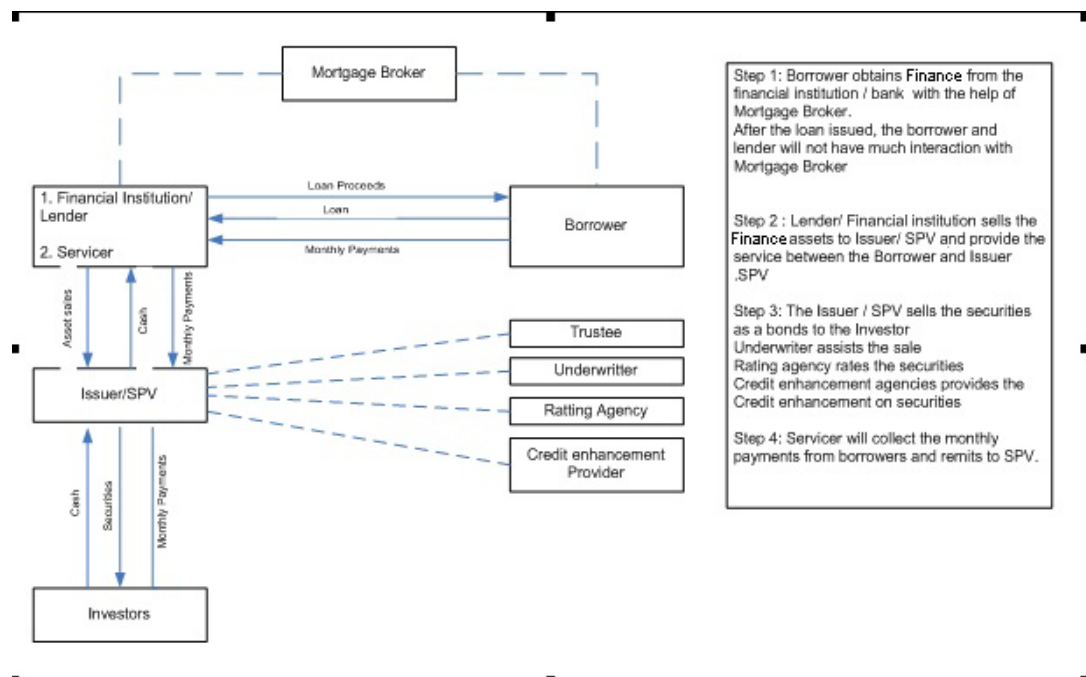 Mortgage Broker
Loan Proceeds
Loan
Monthly Payments
1. Financial Institution/
Lender
2. Servicer
Borrower
Asset sales
Cash
Monthly Payments
Issuer/SPV
Trustee
Underwritter
Ratting Agency
Credit enhancement
Provider
Cash
Securities
Monthly Payments
Investors
Step 1: Borrower obtains Finance from the
financial institution / bank with the help of
Mortgage Broker.
After the loan issued, the borrower and
lender will not have much interaction with
Mortgage Broker
Step 2 : Lender/ Financial institution sells the
Finance assets to Issuer/ SPV and provide the
service between the Borrower and Issuer
.SPV
Step 3: The Issuer / SPV sells the securities
as a bonds to the Investor
Underwriter assists the sale
Rating agency rates the securities
Credit enhancement agencies provides the
Credit enhancement on securities
Step 4: Servicer will collect the monthly
payments from borrowers and remits to SPV.